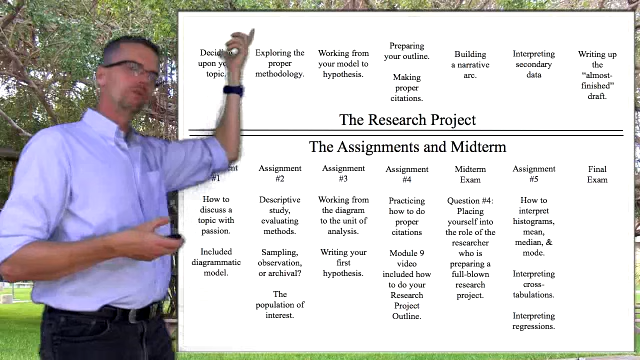 Deciding
upon your
topic.
Exploring the
proper
methodology.
Working from
your model to
hypothesis.
Preparing
your outline.
Making
proper
citations.
Building
a narrative
arc.
Interpreting
secondary
data
Writing up
the
"almost-
finished"
draft.
The Research Project
The Assignments and Midterm
#1
How to
discuss a
topic with
passion.
Included
diagrammatic
model.
Assignment
#2
Descriptive
study,
evaluating
methods.
Sampling,
observation,
or archival?
The
population of
interest.
Assignment
#3
Working from
the diagram
to the unit of
analysis.
Writing your
first
hypothesis.
Assignment
#4
Practicing
how to do
proper
citations
Module 9
video
included how
to do your
Research
Project
Outline.
Midterm
Exam
Question #4:
Placing
yourself into
the role of the
researcher
who is
preparing a
full-blown
research
project.
Assignment
#5
How to
interpret
histograms,
mean,
median, &
mode.
Interpreting
cross-
tabulations.
Interpreting
regressions.
Final
Exam